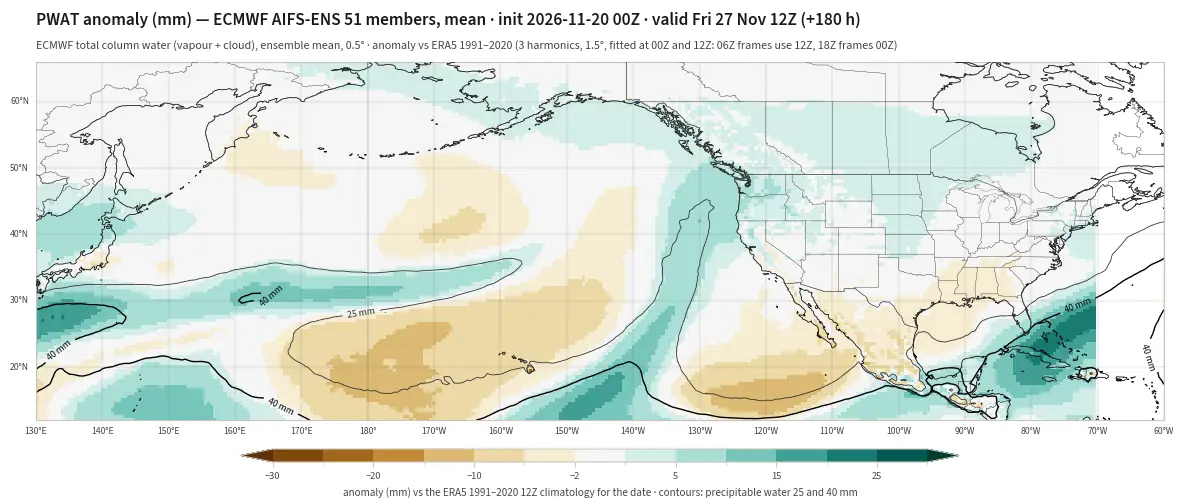 PWAT anomaly (mm) — ECMWF AIFS-ENS 51 members, mean · init 2026-11-20 00Z · valid Fri 27 Nov 12Z (+180 h)
ECMWF total column water (vapour + cloud), ensemble mean, 0.5° · anomaly vs ERA5 1991–2020 (3 harmonics, 1.5°, fitted at 00Z and 12Z: 06Z frames use 12Z, 18Z frames 00Z)
60°N
50°N
40°N
30°N
20°N
40 mm
40 mm
25 mm
40 mm
40 mm
40 mm
130°E 140°E 150°E 160°E 180° 170°W 160°W 150°W 140°W 130°W 120°W 110°W 100°W 90°W 80°W 70°W 60°W
−30 −20 −10 −2 5 15 25
anomaly (mm) vs the ERA5 1991–2020 12Z climatology for the date · contours: precipitable water 25 and 40 mm